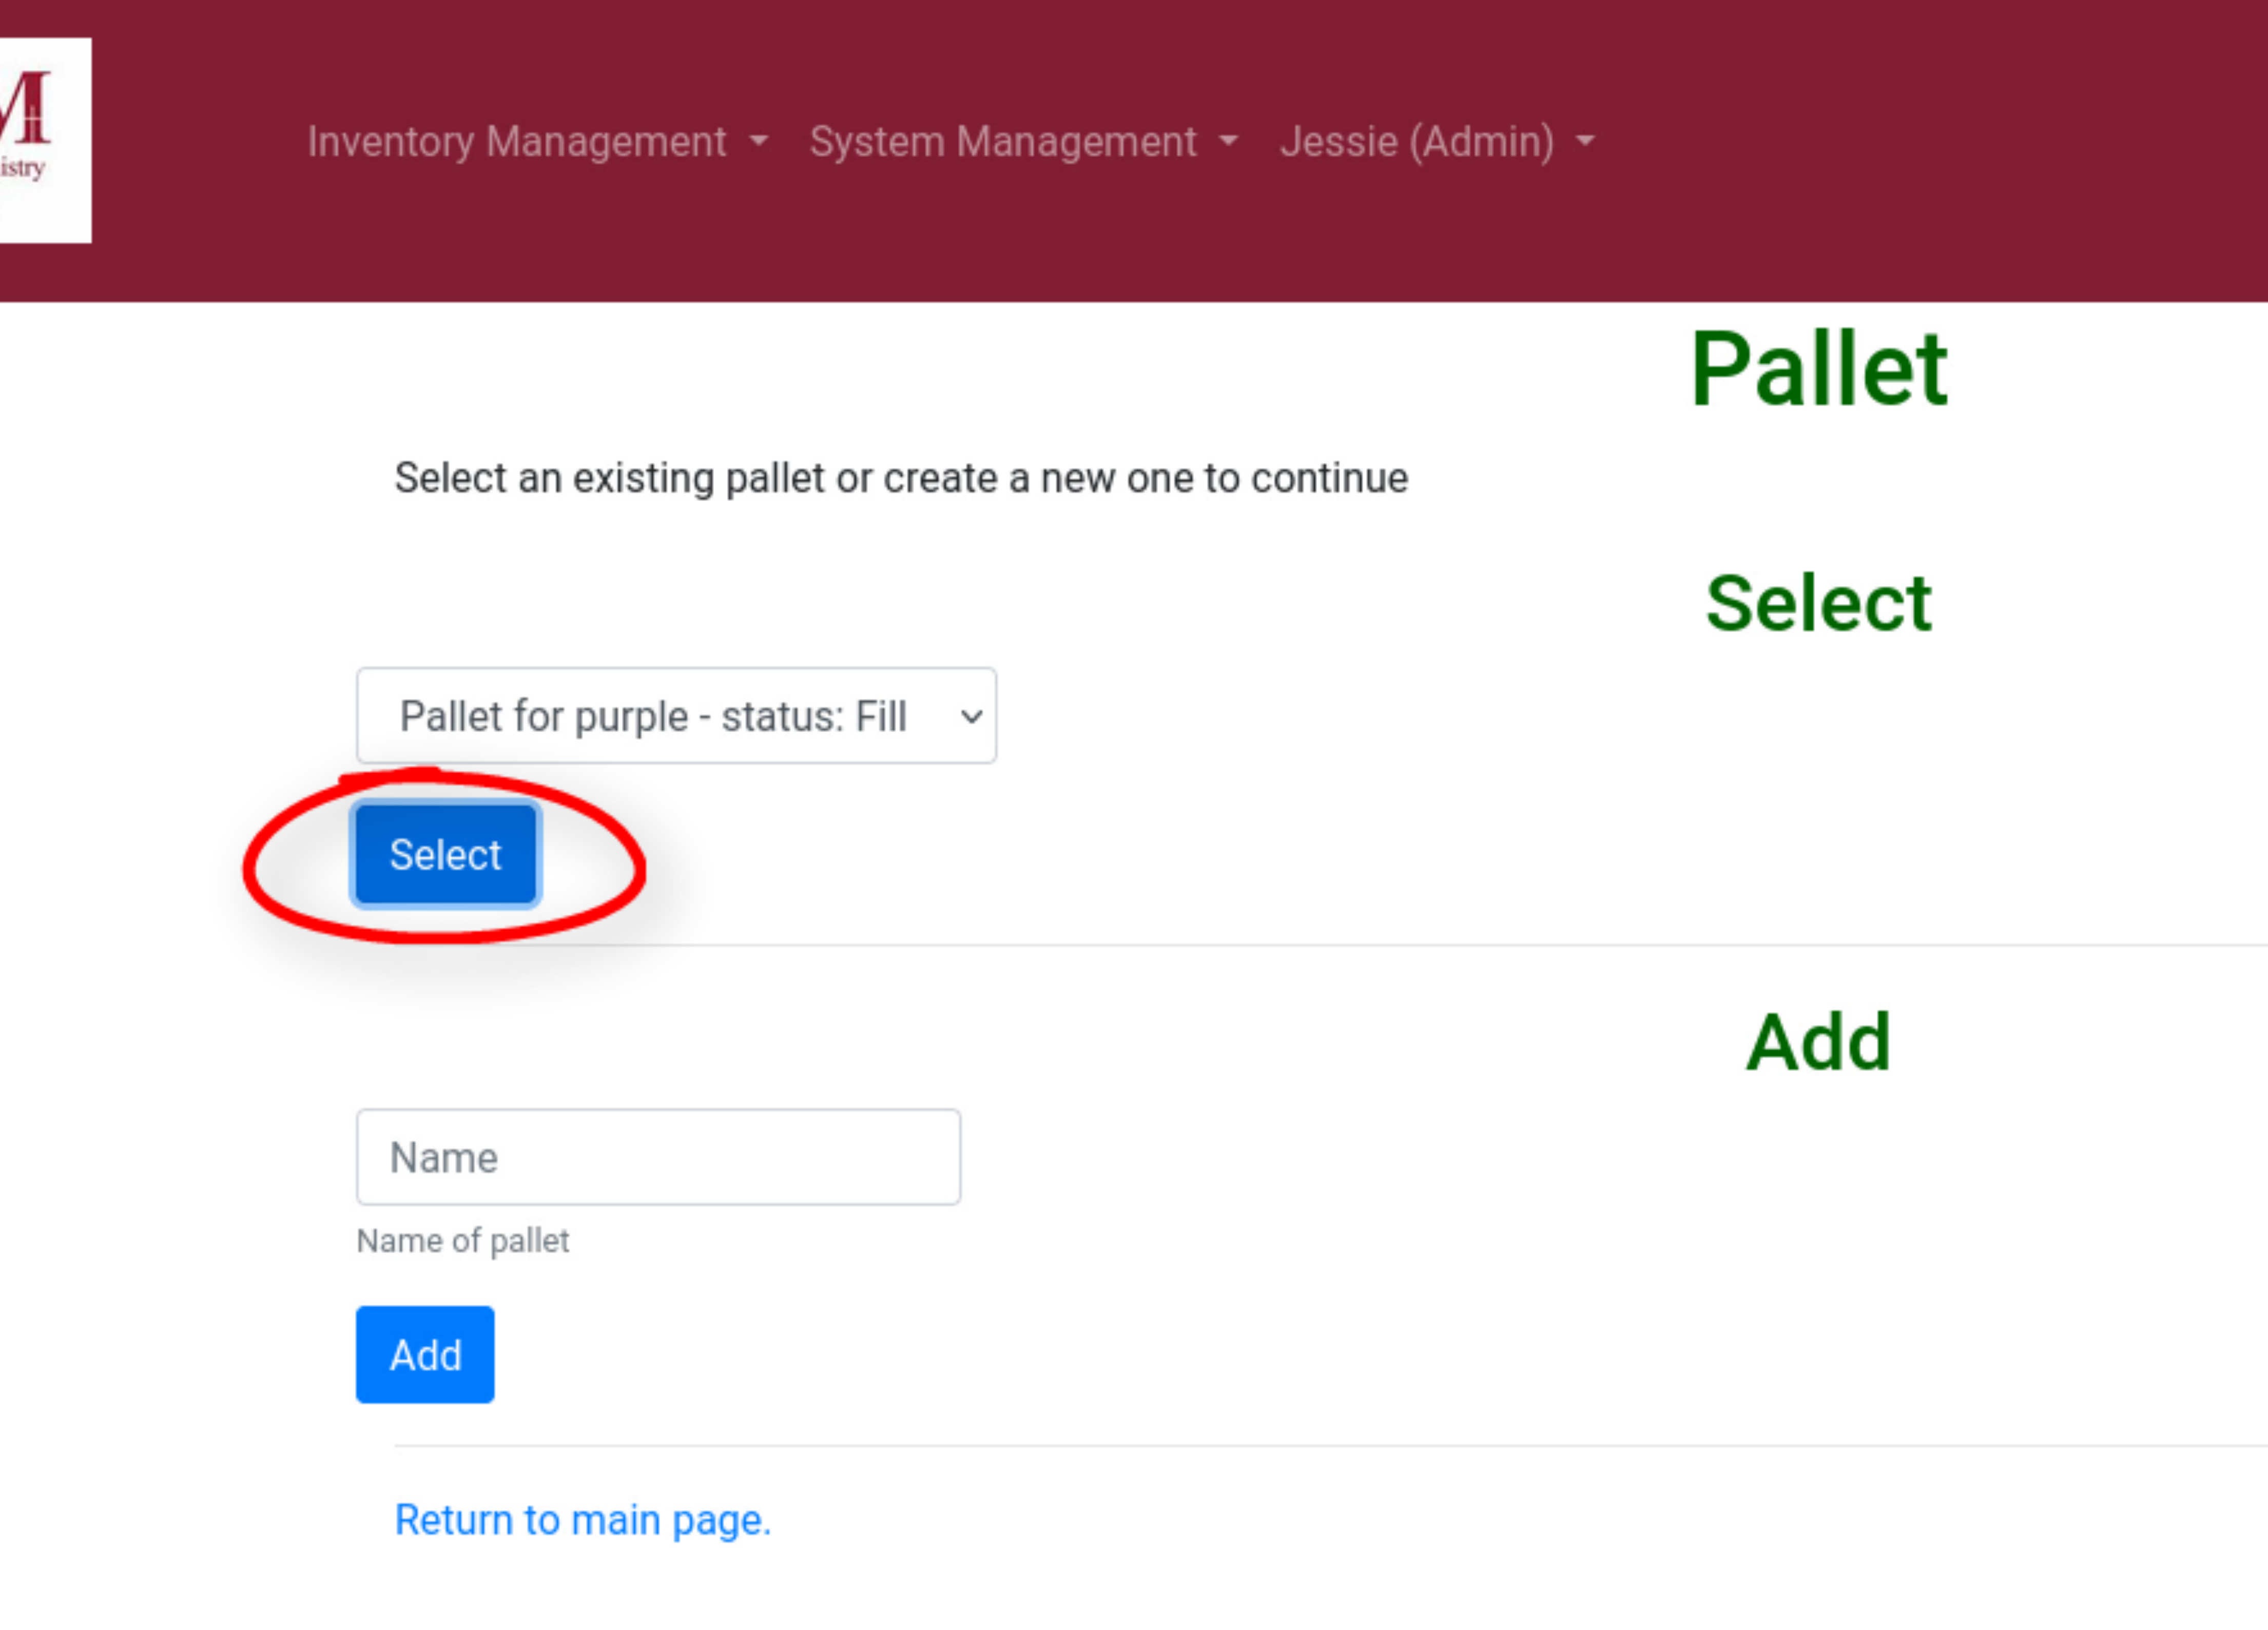 M
istry
Inventory Management System Management Jessie (Admin)
Pallet
Select an existing pallet or create a new one to continue
Select
Pallet for purple - status: Fill
Select
Add
Name
Name of pallet
Add
Return to main page.